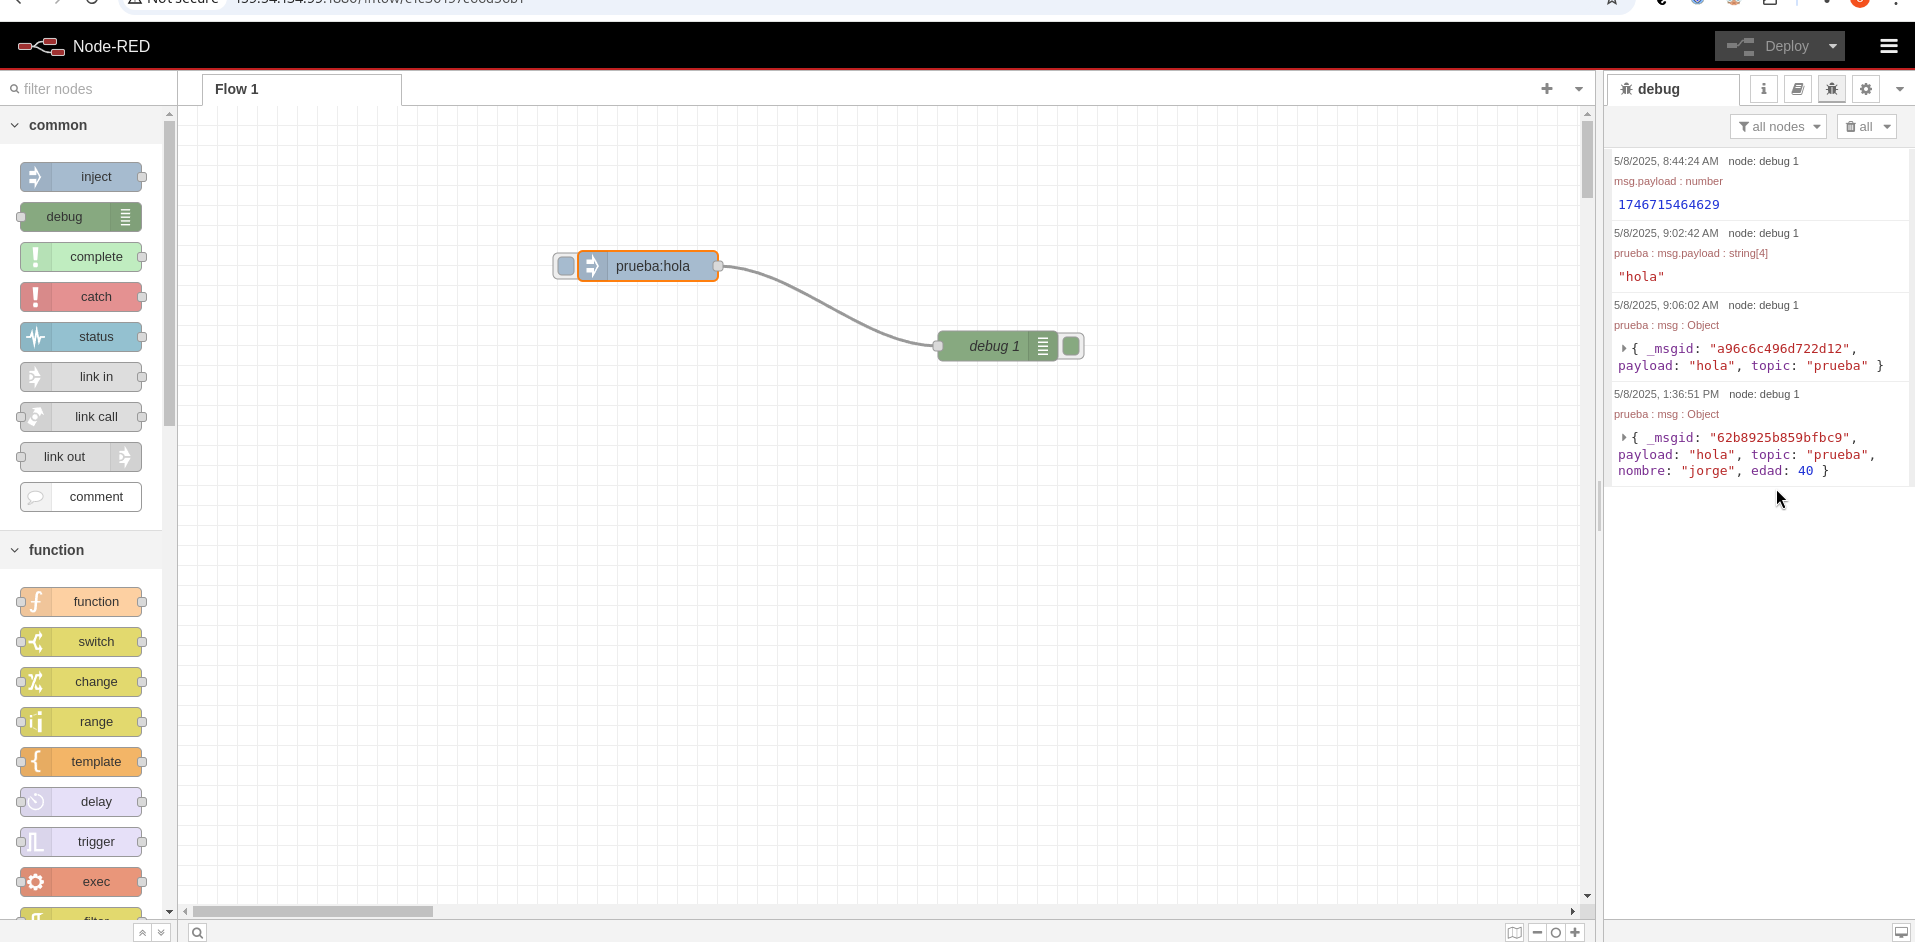 Node-RED
Deploy
filter nodes
Flow 1
debug
all nodes
all
common
inject
debug
complete
catch
status
link in
link call
link out
comment
function
function
switch
change
range
template
delay
trigger
exec
prueba:hola
debug 1
5/8/2025, 8:44:24 AM node: debug 1
msg.payload : number
1746715464629
5/8/2025, 9:02:42 AM node: debug 1
prueba : msg.payload : string[4]
"hola"
5/8/2025, 9:06:02 AM node: debug 1
prueba : msg : Object
{ _msgid: "a96c6c496d722d12",
payload: "hola", topic: "prueba" }
5/8/2025, 1:36:51 PM node: debug 1
prueba : msg : Object
{ _msgid: "62b8925b859bfbc9",
payload: "hola", topic: "prueba",
nombre: "jorge", edad: 40 }